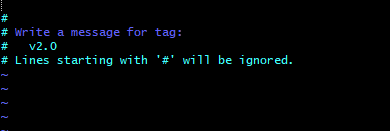 #
# Write a message for tag:
#   v2.0
# Lines starting with '#' will be ignored.
~
~
~
~